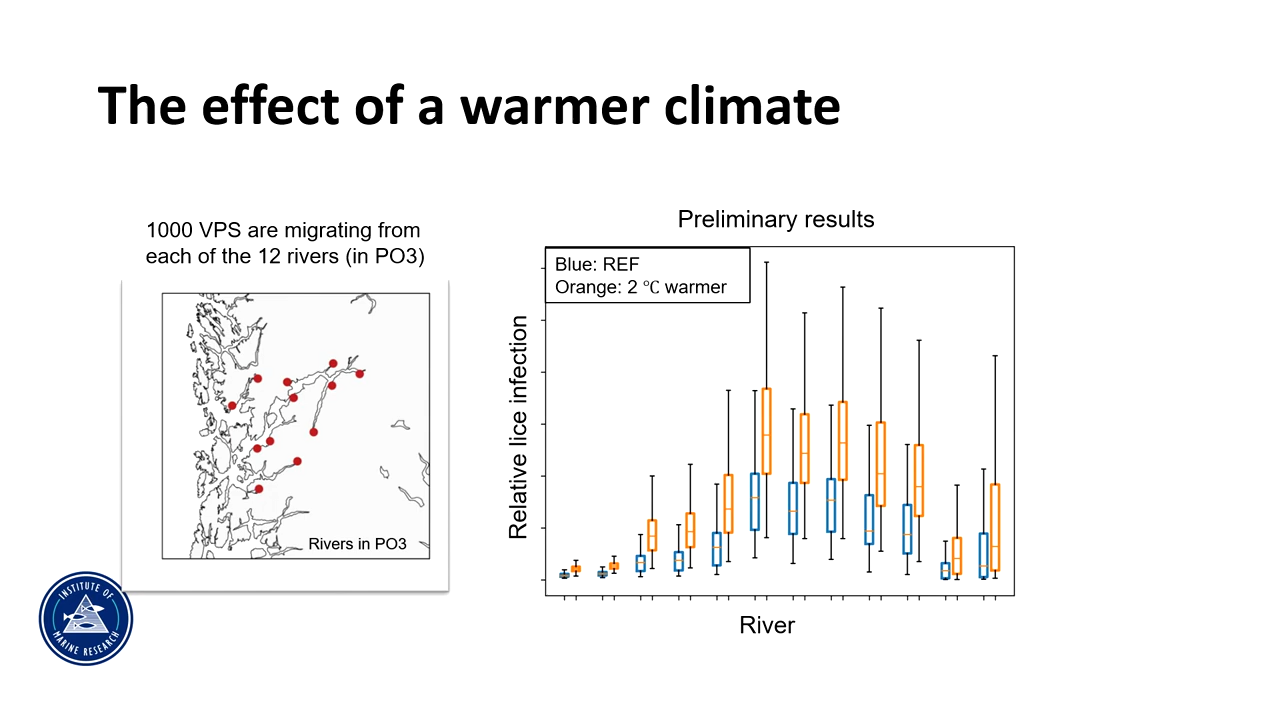 The effect of a warmer climate
1000 VPS are migrating from
each of the 12 rivers (in PO3)
Rivers in PO3
INSTITUTE OF
MARINE RESEARCH
Preliminary results
Blue: REF
Orange: 2 ℃ warmer
Relative lice infection
River